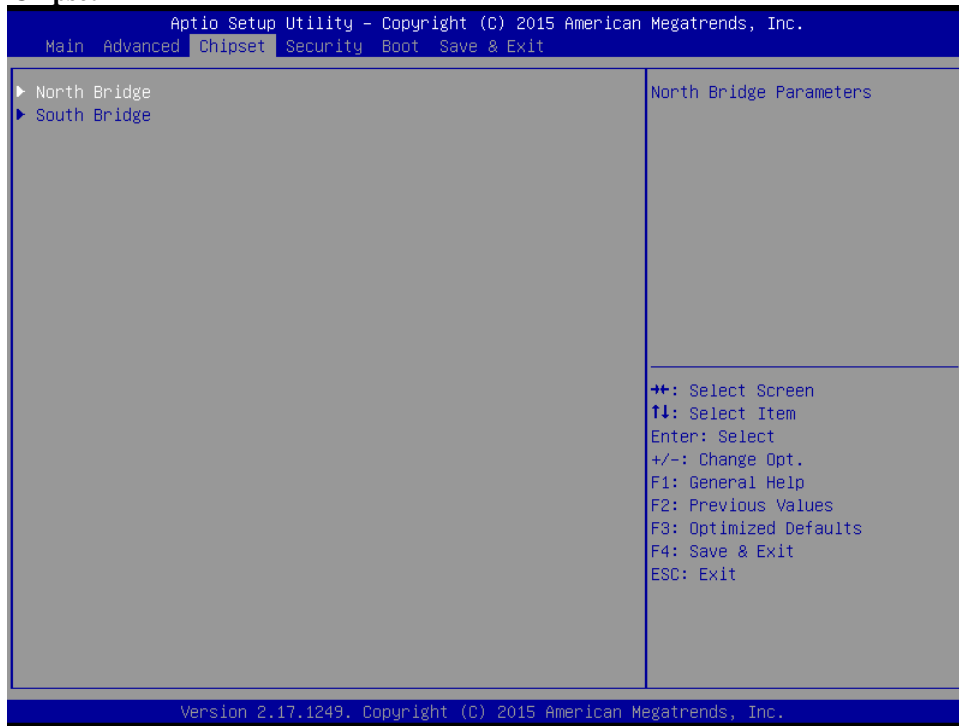 Aptio Setup Utility – Copyright (C) 2015 American Megatrends, Inc.
Main Advanced Chipset Security Boot Save & Exit
▶ North Bridge
▶ South Bridge
North Bridge Parameters
→←: Select Screen
↑↓: Select Item
Enter: Select
+/-: Change Opt.
F1: General Help
F2: Previous Values
F3: Optimized Defaults
F4: Save & Exit
ESC: Exit
Version 2.17.1249. Copyright (C) 2015 American Megatrends, Inc.